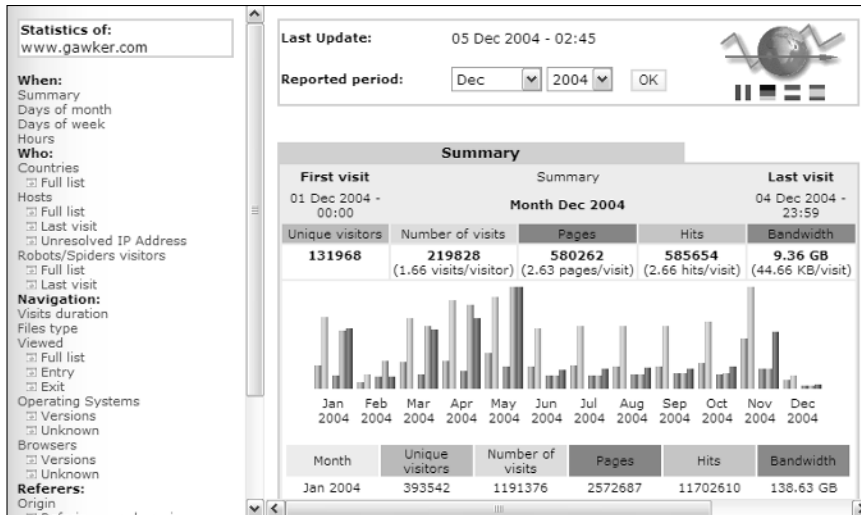 Statistics of:
www.gawker.com
When:
Summary
Days of month
Days of week
Hours
Who:
Countries
Full list
Hosts
Full list
Last visit
Unresolved IP Address
Robots/Spiders visitors
Full list
Last visit
Navigation:
Visits duration
Files type
Viewed
Full list
Entry
Exit
Operating Systems
Versions
Unknown
Browsers
Versions
Unknown
Referers:
Origin
Last Update: 05 Dec 2004 - 02:45
Reported period: Dec 2004 OK
Summary
First visit Summary Last visit
01 Dec 2004 - 00:00 Month Dec 2004 04 Dec 2004 - 23:59
Unique visitors Number of visits Pages Hits Bandwidth
131968 219828 580262 585654 9.36 GB
(1.66 visits/visitor) (2.63 pages/visit) (2.66 hits/visit) (44.66 KB/visit)
Jan Feb Mar Apr May Jun Jul Aug Sep Oct Nov Dec
2004 2004 2004 2004 2004 2004 2004 2004 2004 2004 2004 2004
Month Unique visitors Number of visits Pages Hits Bandwidth
Jan 2004 393542 1191376 2572687 11702610 138.63 GB